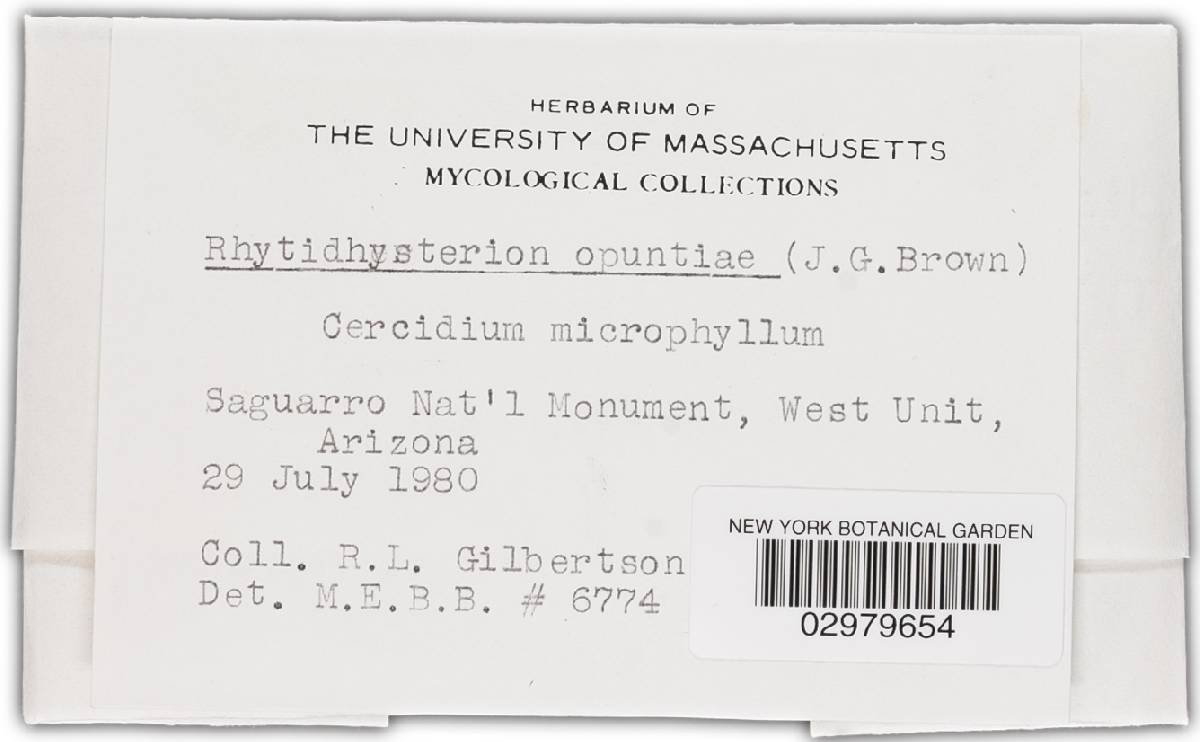 HERBARIUM OF
THE UNIVERSITY OF MASSACHUSETTS
MYCOLOGICAL COLLECTIONS
Rhytidhysterion opuntiae (J.G.Brown)
Cercidium microphyllum
Saguarro Nat'l Monument, West Unit,
Arizona
29 July 1980
Coll. R.L. Gilbertson
Det. M.E.B.B. # 6774
NEW YORK BOTANICAL GARDEN
02979654